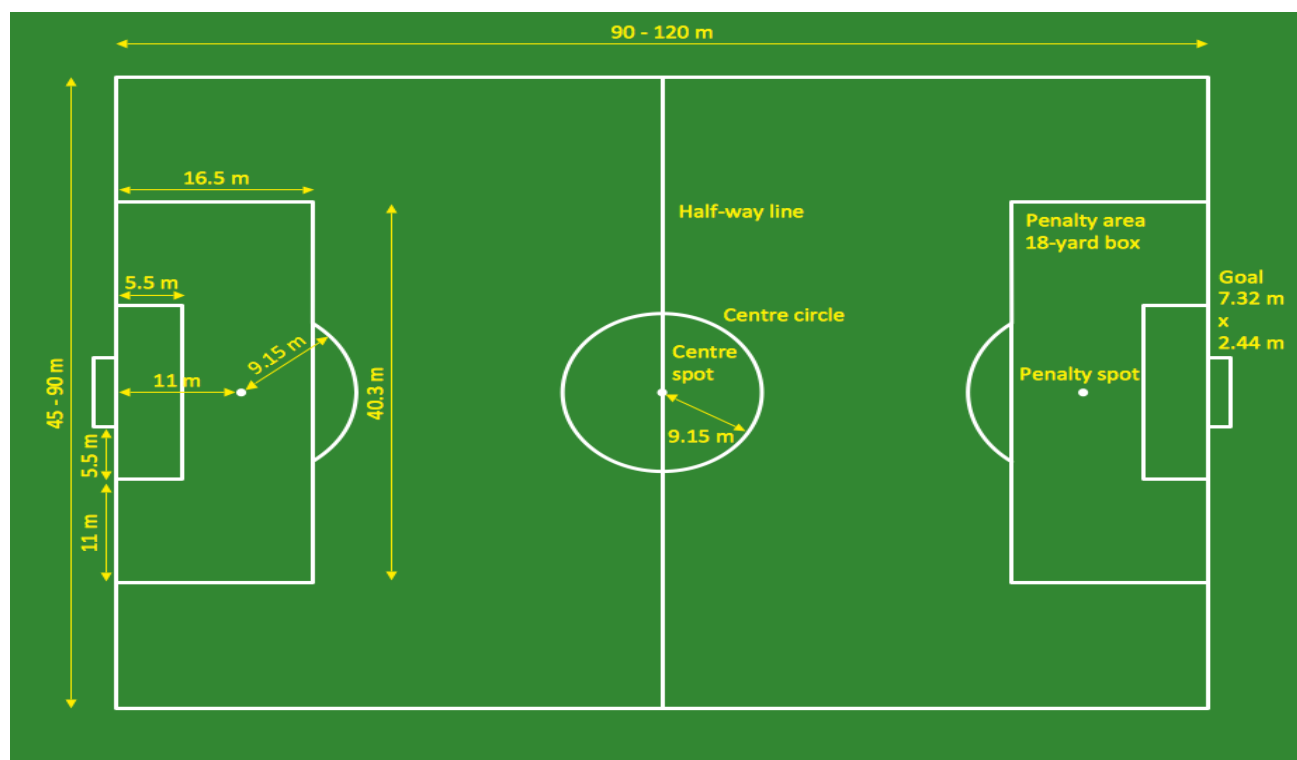 90 - 120 m
16.5 m
Half-way line
Penalty area
18-yard box
5.5 m
Goal
7.32 m
x
2.44 m
Centre circle
9.15 m
Centre
spot
11 m
Penalty spot
45 - 90 m
40.3 m
9.15 m
5.5 m
11 m